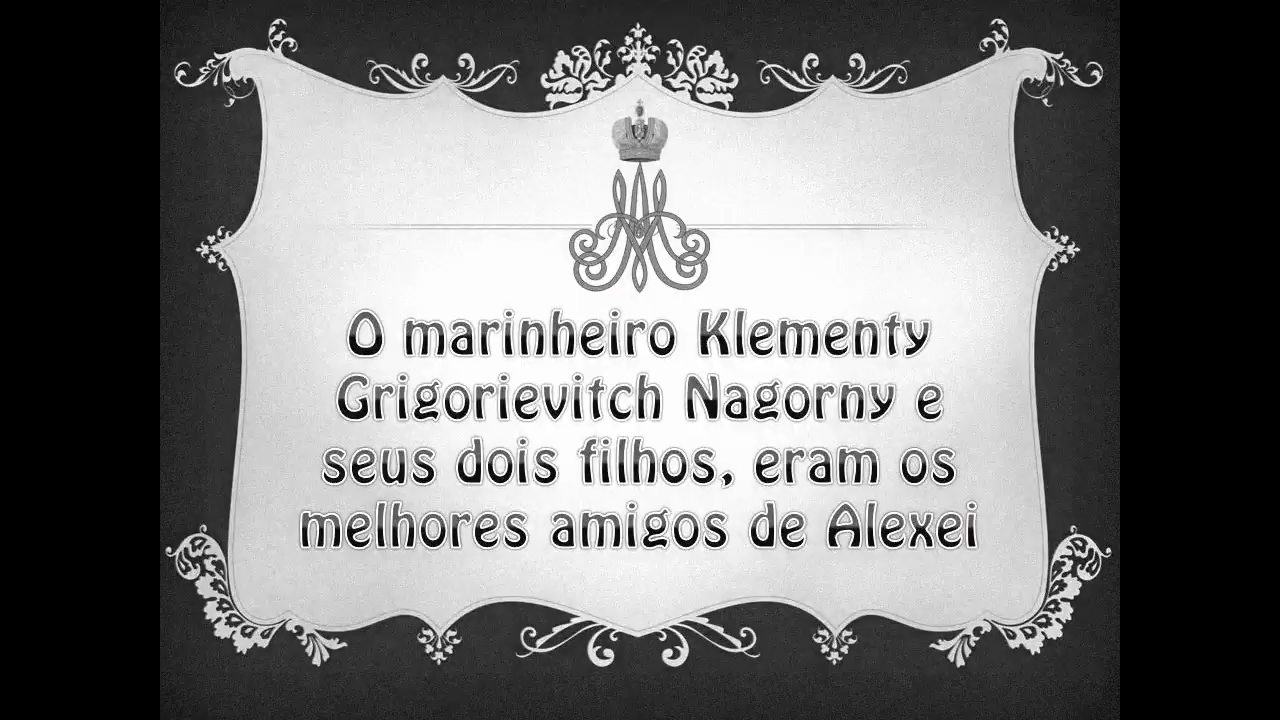 O marinheiro Klementy
Grigorievitch Nagorny e
seus dois filhos, eram os
melhores amigos de Alexei